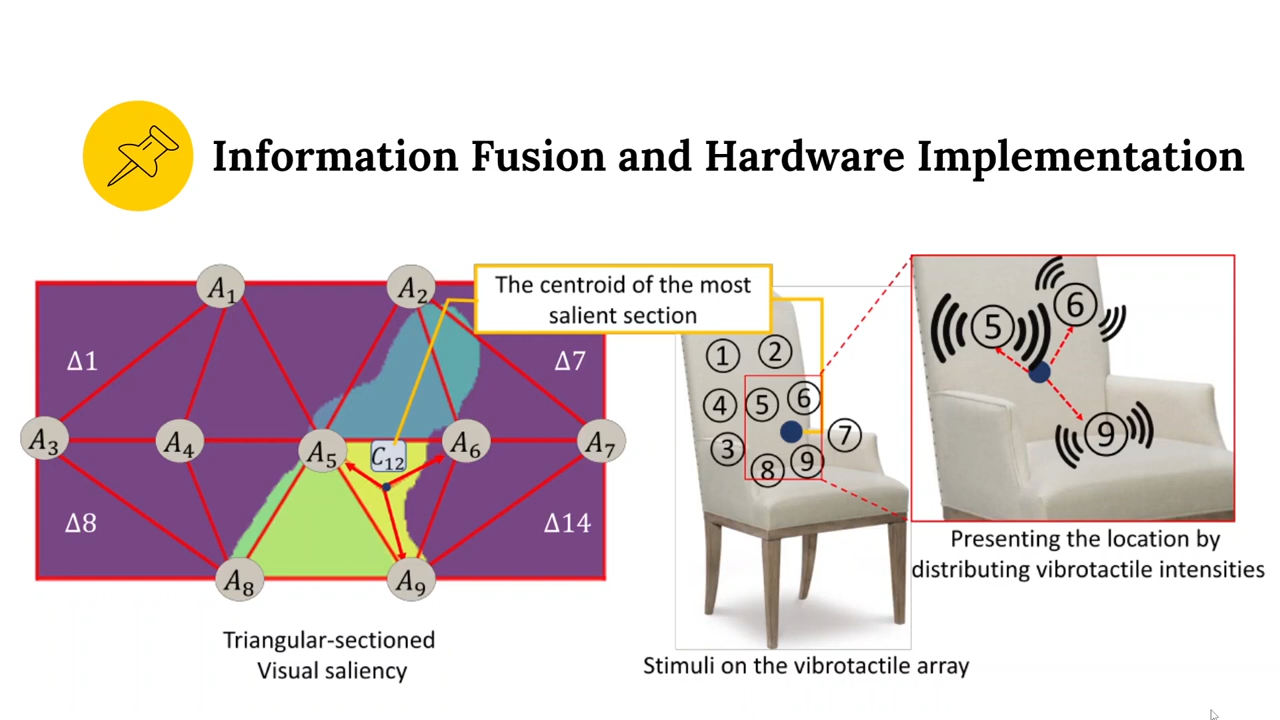 Information Fusion and Hardware Implementation
The centroid of the most
salient section
A1
A2
Δ1
Δ7
A3
A4
A5
C12
A6
A7
Δ8
Δ14
A8
A9
Triangular-sectioned
Visual saliency
1
2
4
5
6
3
7
8
9
Stimuli on the vibrotactile array
5
6
9
Presenting the location by
distributing vibrotactile intensities